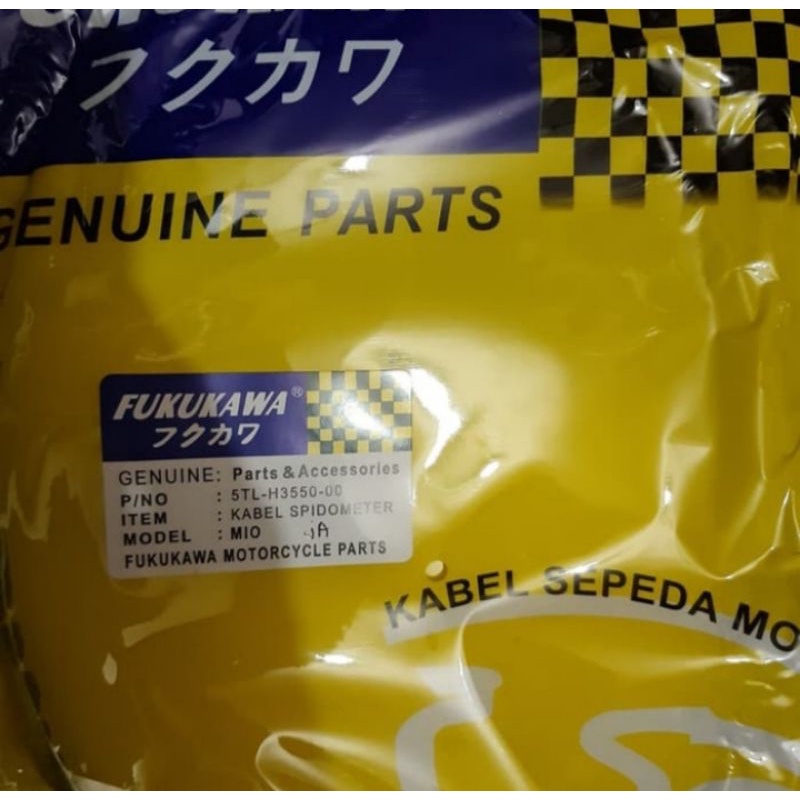 フクカワ
GENUINE PARTS
FUKUKAWA®
フクカワ
GENUINE: Parts & Accessories
P/NO : 5TL-H3550-00
ITEM : KABEL SPIDOMETER
MODEL : MIO jA
FUKUKAWA MOTORCYCLE PARTS
KABEL SEPEDA MO